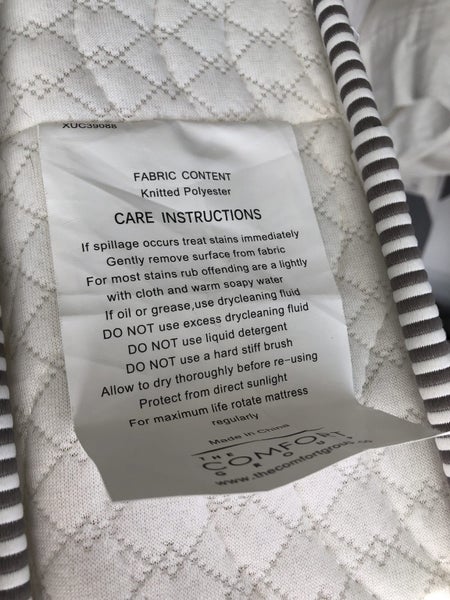 XUC39088
FABRIC CONTENT
Knitted Polyester
CARE INSTRUCTIONS
If spillage occurs treat stains immediately
Gently remove surface from fabric
For most stains rub offending are a lightly
with cloth and warm soapy water
If oil or grease,use drycleaning fluid
DO NOT use excess drycleaning fluid
DO NOT use liquid detergent
DO NOT use a hard stiff brush
Allow to dry thoroughly before re-using
Protect from direct sunlight
For maximum life rotate mattress
regularly
Made in China
THE
COMFORT
GROUP
www.thecomfortgroup.co